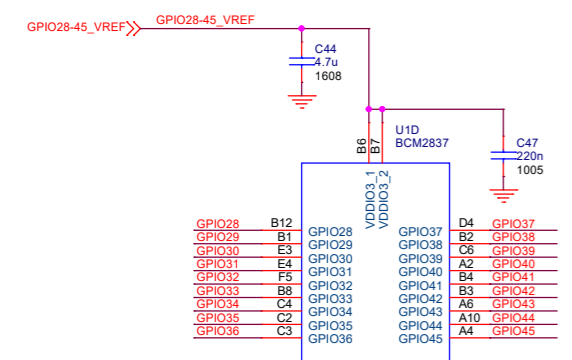 GPIO28-45_VREF
GPIO28-45_VREF
C44
4.7u
1608
U1D
BCM2837
B6
B7
C47
220n
1005
VDDIO3_1
VDDIO3_2
GPIO28 B12 GPIO28 GPIO37 D4 GPIO37
GPIO29 B1 GPIO29 GPIO38 B2 GPIO38
GPIO30 E3 GPIO30 GPIO39 C6 GPIO39
GPIO31 E4 GPIO31 GPIO40 A2 GPIO40
GPIO32 F5 GPIO32 GPIO41 B4 GPIO41
GPIO33 B8 GPIO33 GPIO42 B3 GPIO42
GPIO34 C4 GPIO34 GPIO43 A6 GPIO43
GPIO35 C2 GPIO35 GPIO44 A10 GPIO44
GPIO36 C3 GPIO36 GPIO45 A4 GPIO45